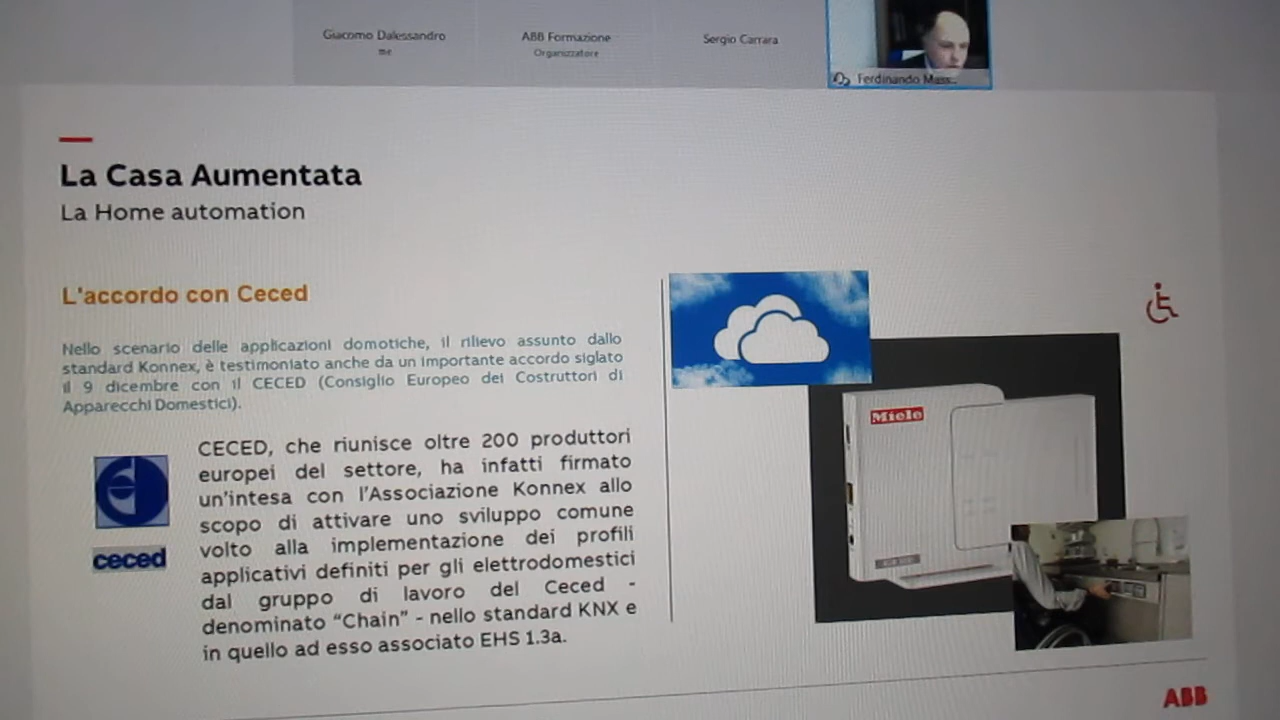 Giacomo Dalessandro
me
ABB Formazione
Organizzatore
Sergio Carrara
Ferdinando Mass...
La Casa Aumentata
La Home automation
L'accordo con Ceced
Nello scenario delle applicazioni domotiche, il rilievo assunto dallo
standard Konnex, è testimoniato anche da un importante accordo siglato
il 9 dicembre con il CECED (Consiglio Europeo dei Costruttori di
Apparecchi Domestici).
CECED, che riunisce oltre 200 produttori
europei del settore, ha infatti firmato
un'intesa con l'Associazione Konnex allo
scopo di attivare uno sviluppo comune
volto alla implementazione dei profili
applicativi definiti per gli elettrodomestici
dal gruppo di lavoro del Ceced -
denominato “Chain” - nello standard KNX e
in quello ad esso associato EHS 1.3a.
ceced
Miele
ABB